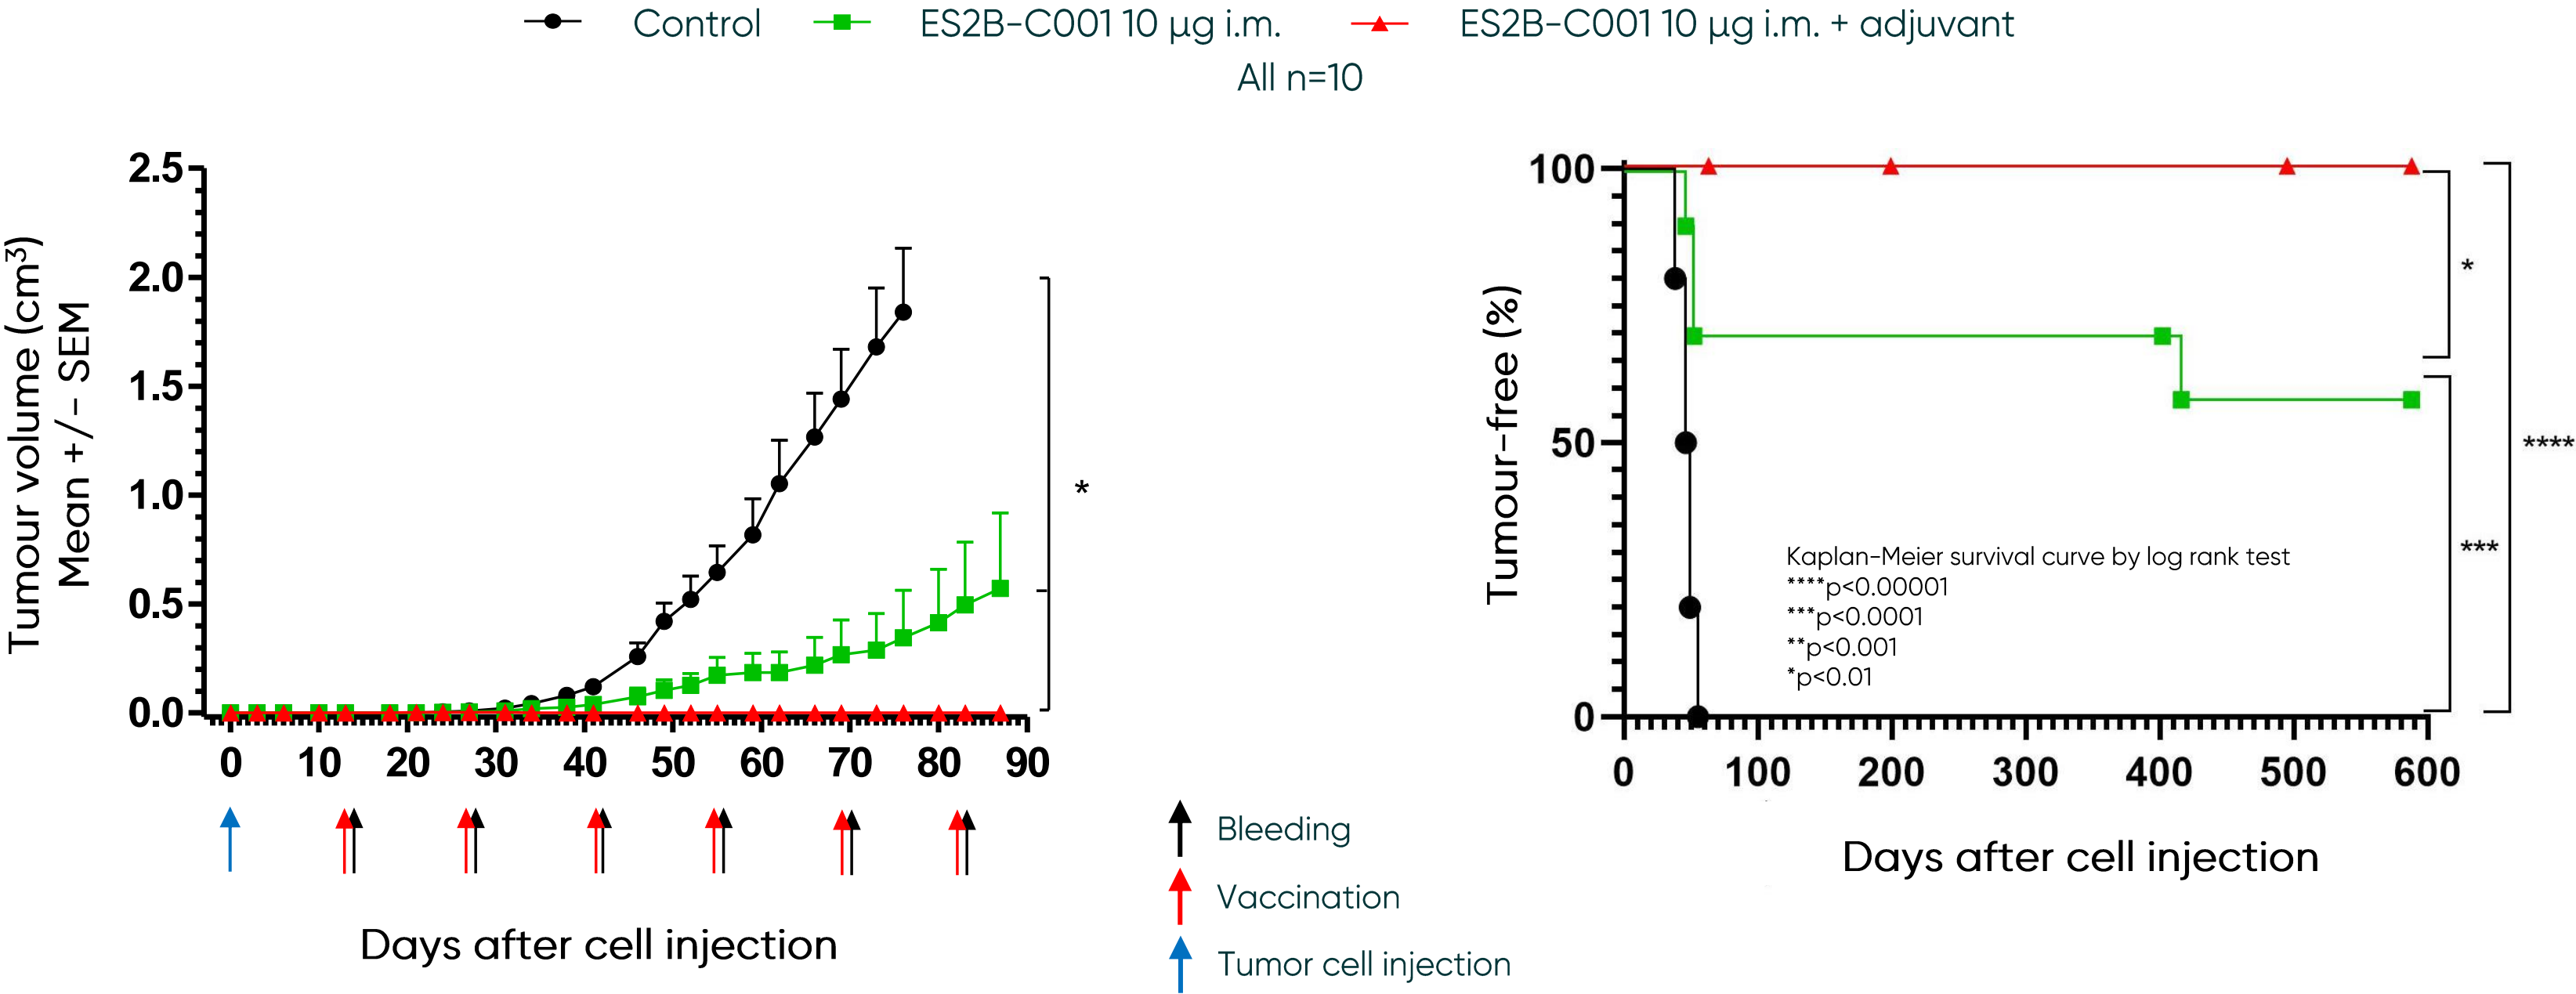 Control ES2B-C001 10 µg i.m. ES2B-C001 10 µg i.m. + adjuvant
All n=10
Tumour volume (cm³)
Mean +/- SEM
2.5
2.0
1.5
1.0
0.5
0.0
0 10 20 30 40 50 60 70 80 90
*
Days after cell injection
Bleeding
Vaccination
Tumor cell injection
Tumour-free (%)
100
50
0
0 100 200 300 400 500 600
Kaplan-Meier survival curve by log rank test
****p<0.00001
***p<0.0001
**p<0.001
*p<0.01
*
***
****
Days after cell injection